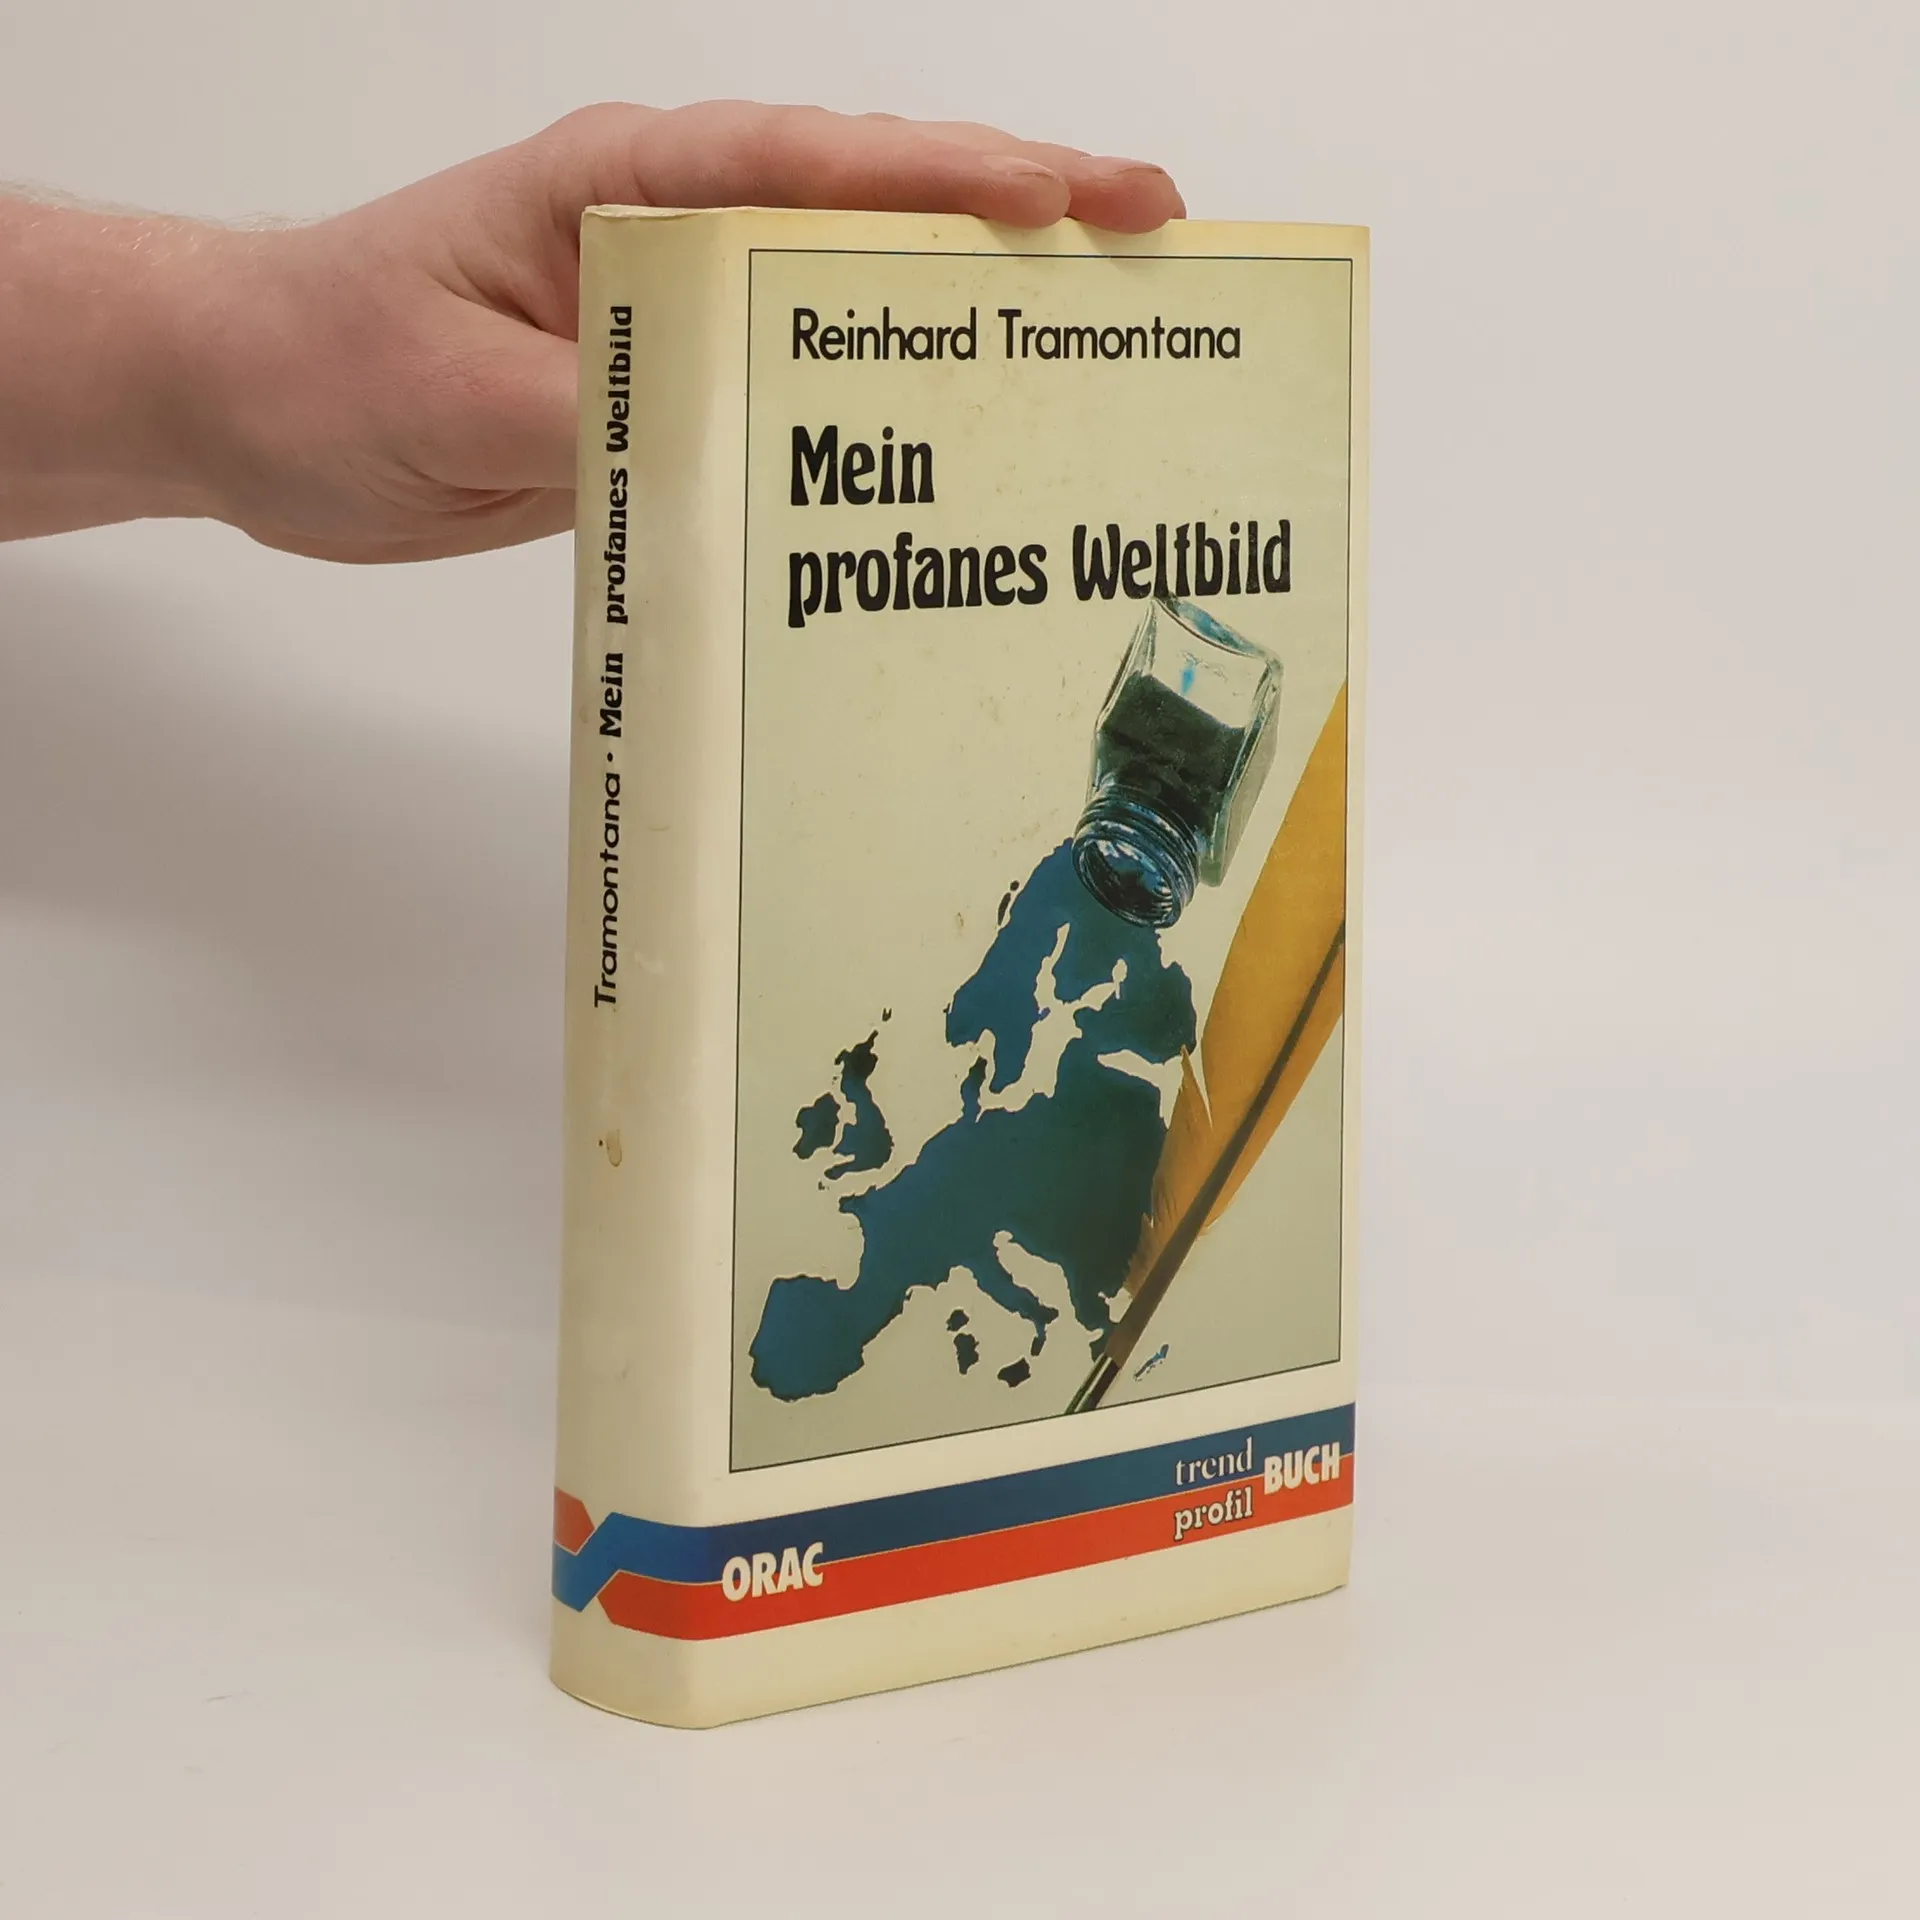 Reinhard Tramontana
Mein
profanes Weltbild
Tramontana • Mein profanes Weltbild
trend
profil
BUCH
ORAC